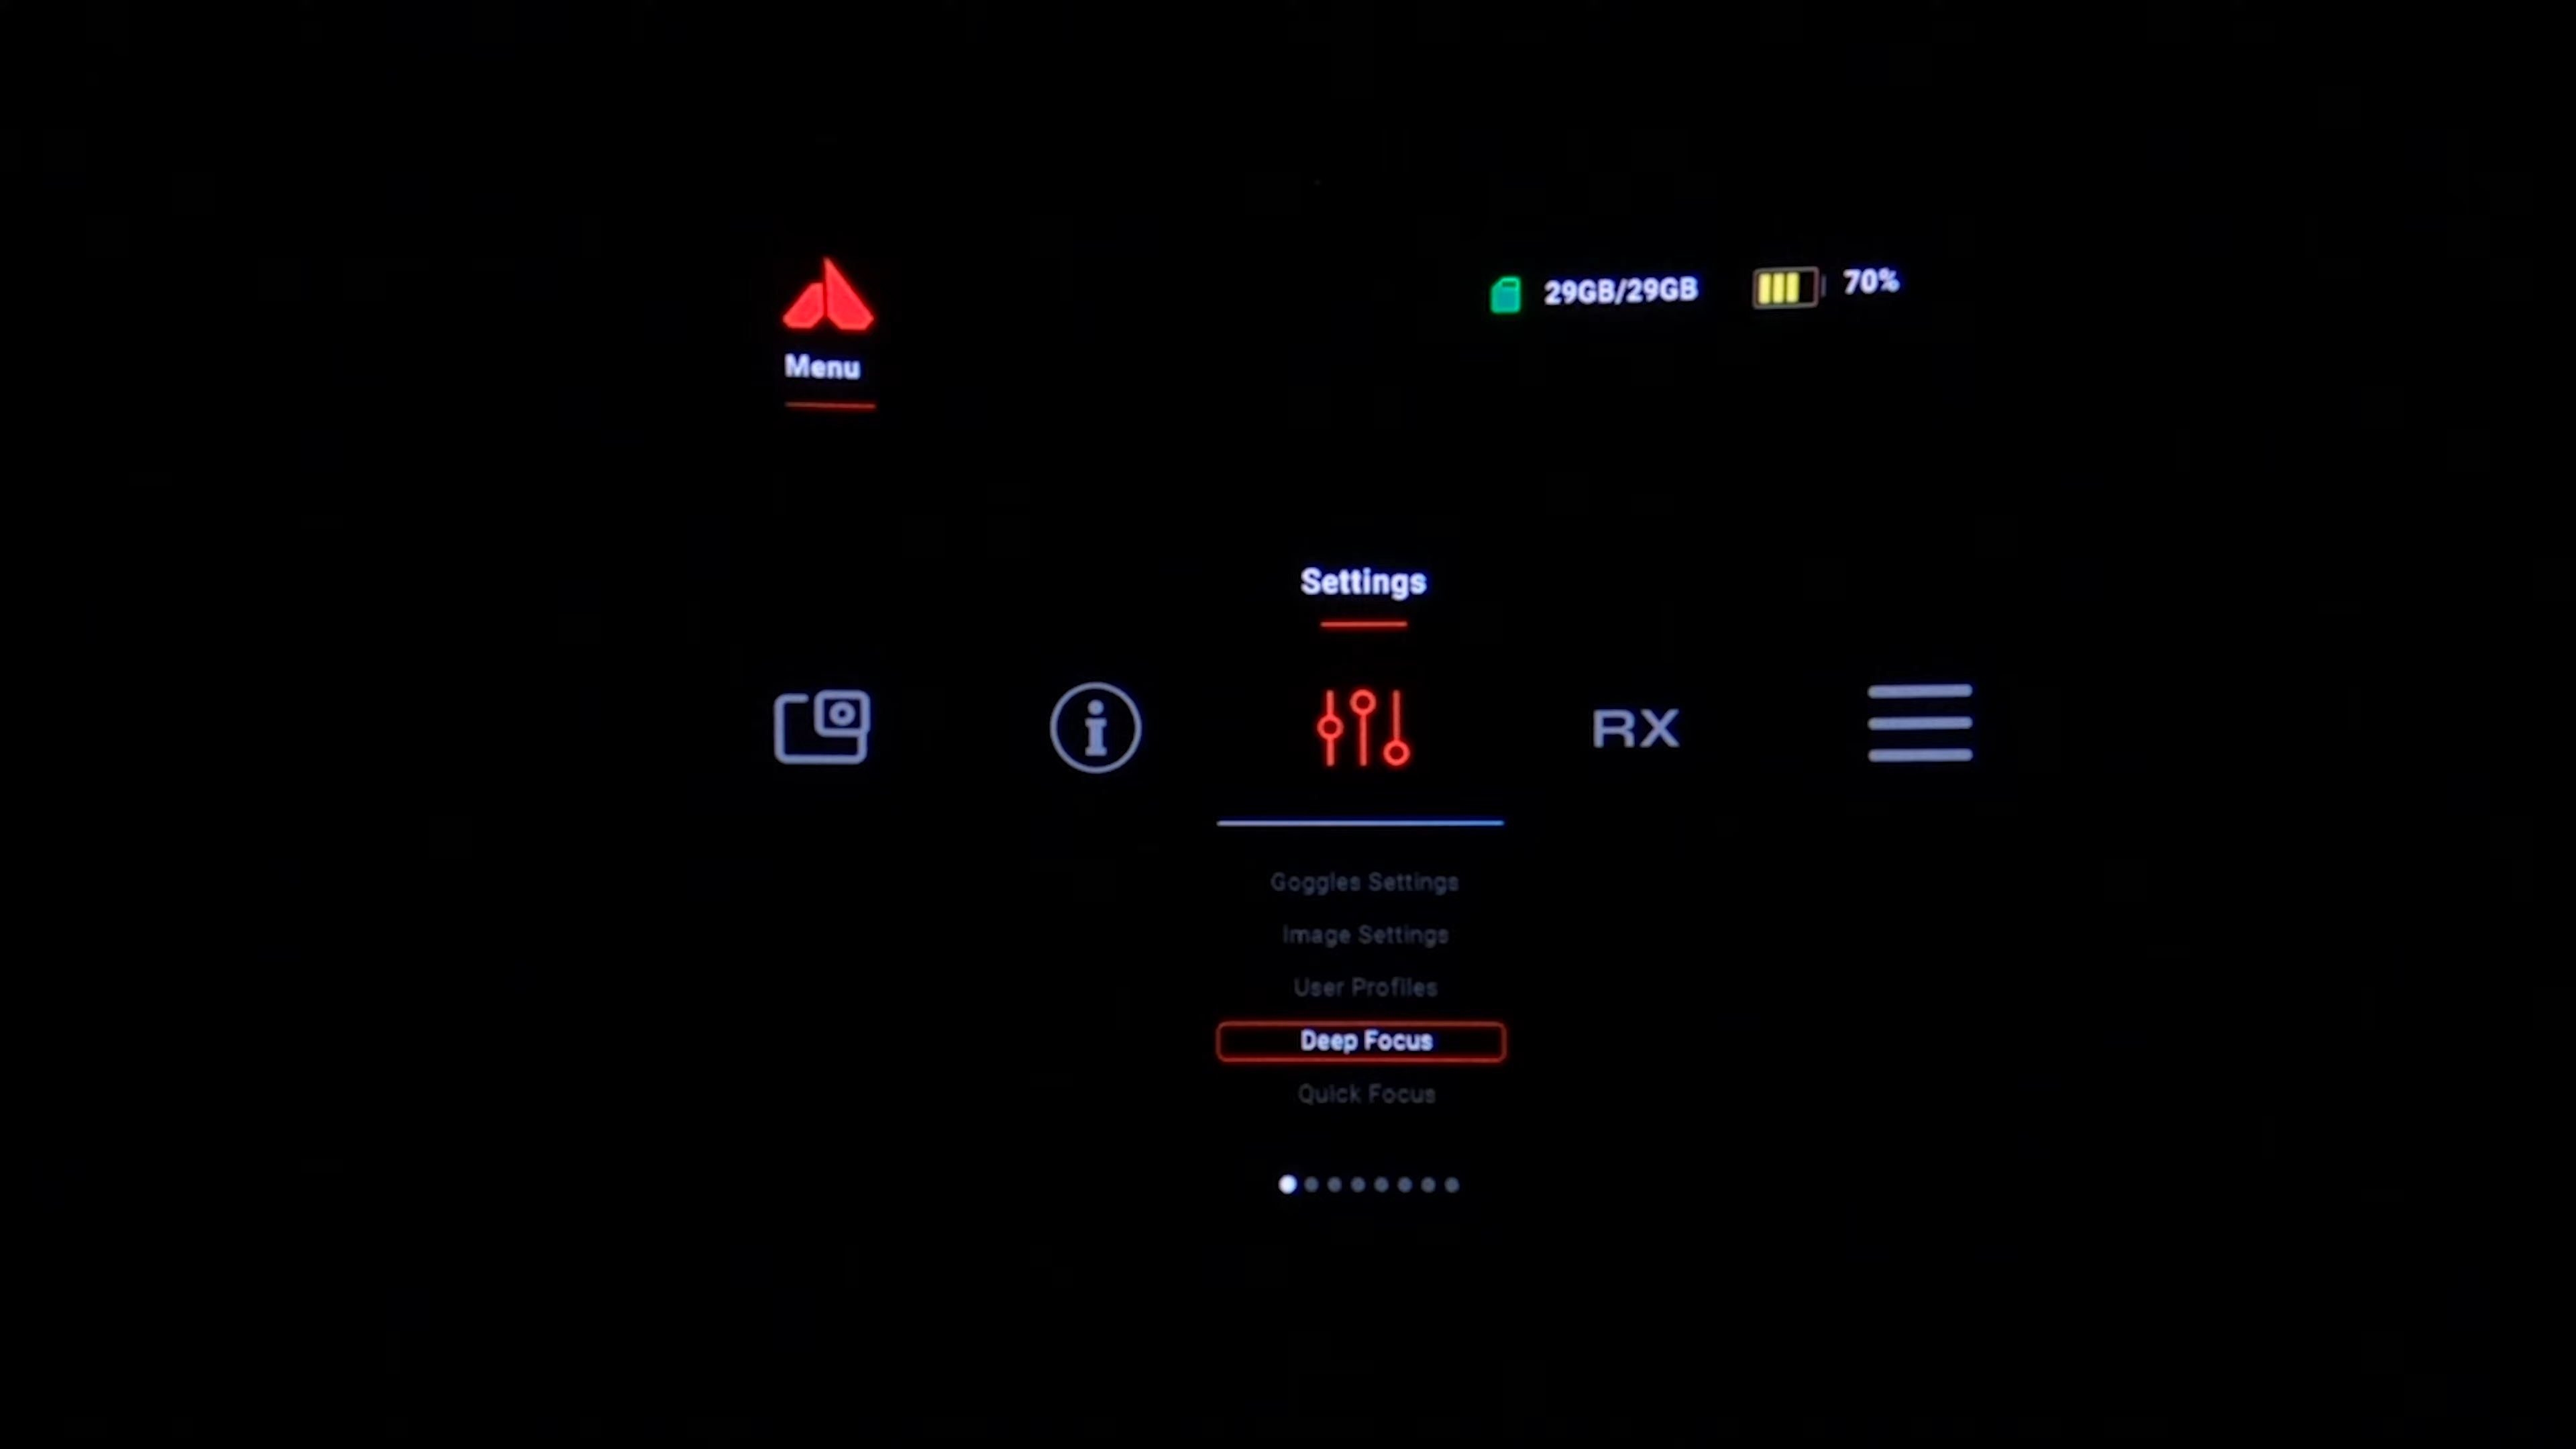 29GB/29GB 70%
Menu
Settings
RX
Goggles Settings
Image Settings
User Profiles
Deep Focus
Quick Focus